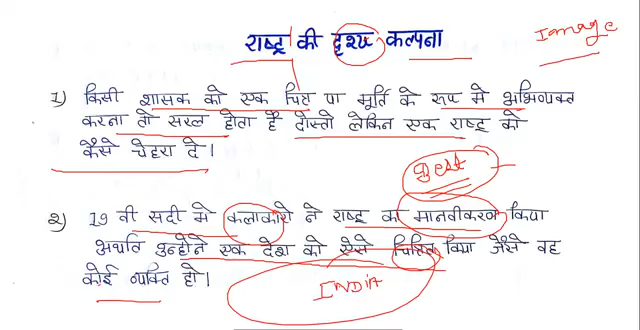 राष्ट्र की दृश्य कल्पना
Image
1) किसी शासक को एक चित्र या मूर्ति के रूप मे अभिव्यक्त
करना तो सरल होता है दोस्तो लेकिन एक राष्ट्र को
कैसे चेहरा दे।
Best
2) 19 वी सदी मे कलाकारो ने राष्ट्र का मानवीकरण किया
अर्थात उन्होने एक देश को ऐसे चित्रित किया जैसे वह
कोई व्यक्ति हो।
INDIA